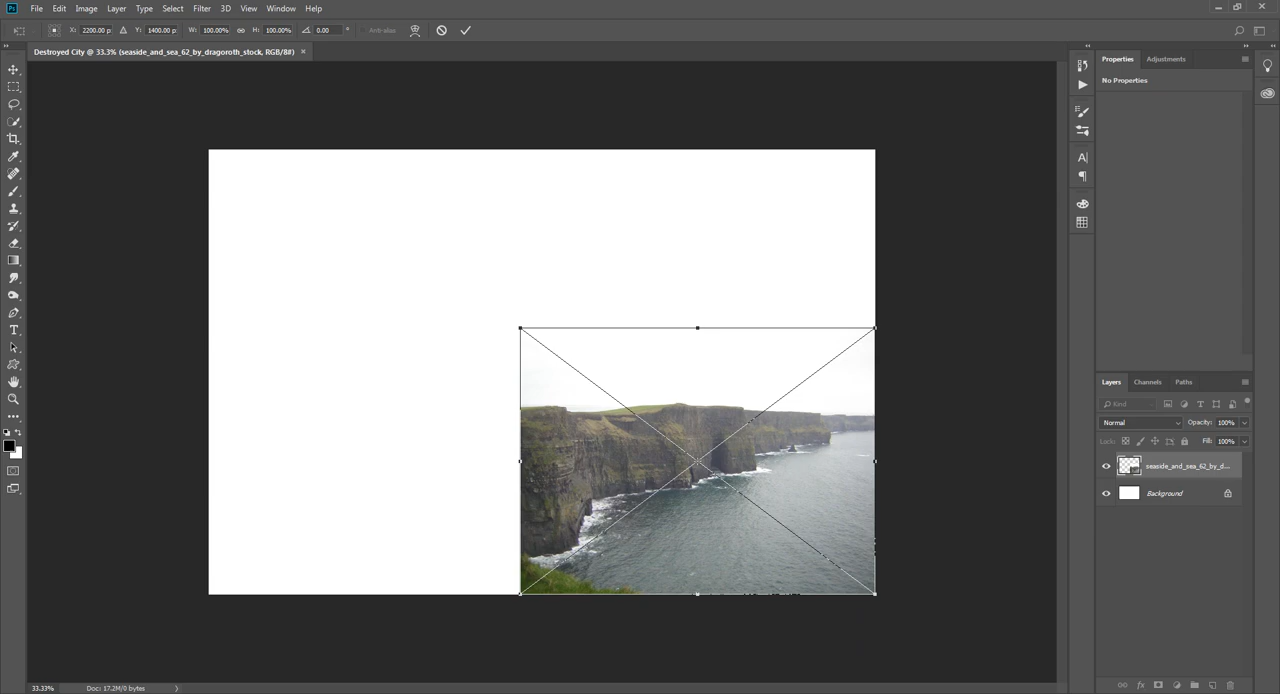 Ps File Edit Image Layer Type Select Filter 3D View Window Help
X: 2200.00 p Y: 1400.00 p W: 100.00% H: 100.00% 0.00 ° Anti-alias
Destroyed City @ 33.3% (seaside_and_sea_62_by_dragoroth_stock, RGB/8#) ×
Properties Adjustments
No Properties
Layers Channels Paths
Kind
Normal Opacity: 100%
Lock: Fill: 100%
seaside_and_sea_62_by_d...
Background
33.33% Doc: 17.2M/0 bytes